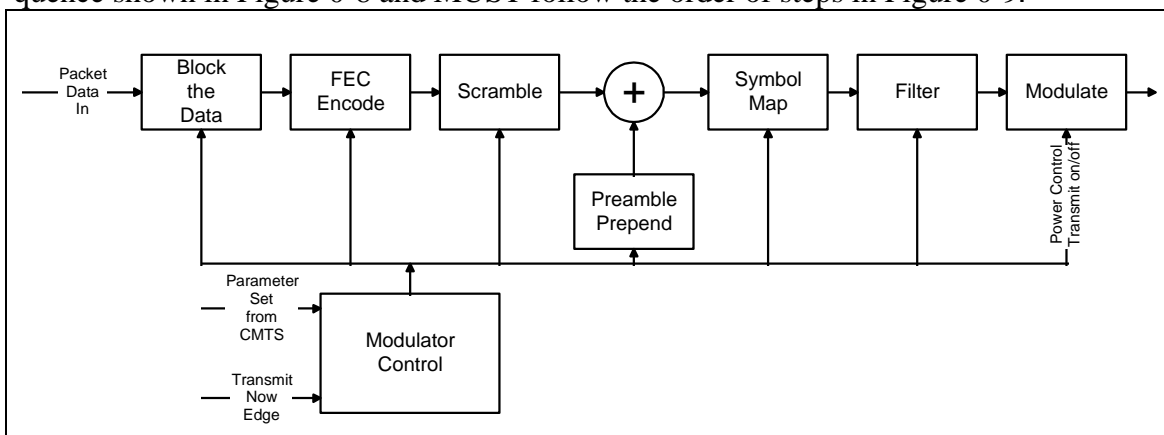 quence shown in Figure 6-8 and MUST follow the order of steps in Figure 6-9.
Packet
Data
In
Block
the
Data
FEC
Encode
Scramble
+
Symbol
Map
Filter
Modulate
Preamble
Prepend
Power Control
Transmit on/off
Parameter
Set
from
CMTS
Modulator
Control
Transmit
Now
Edge